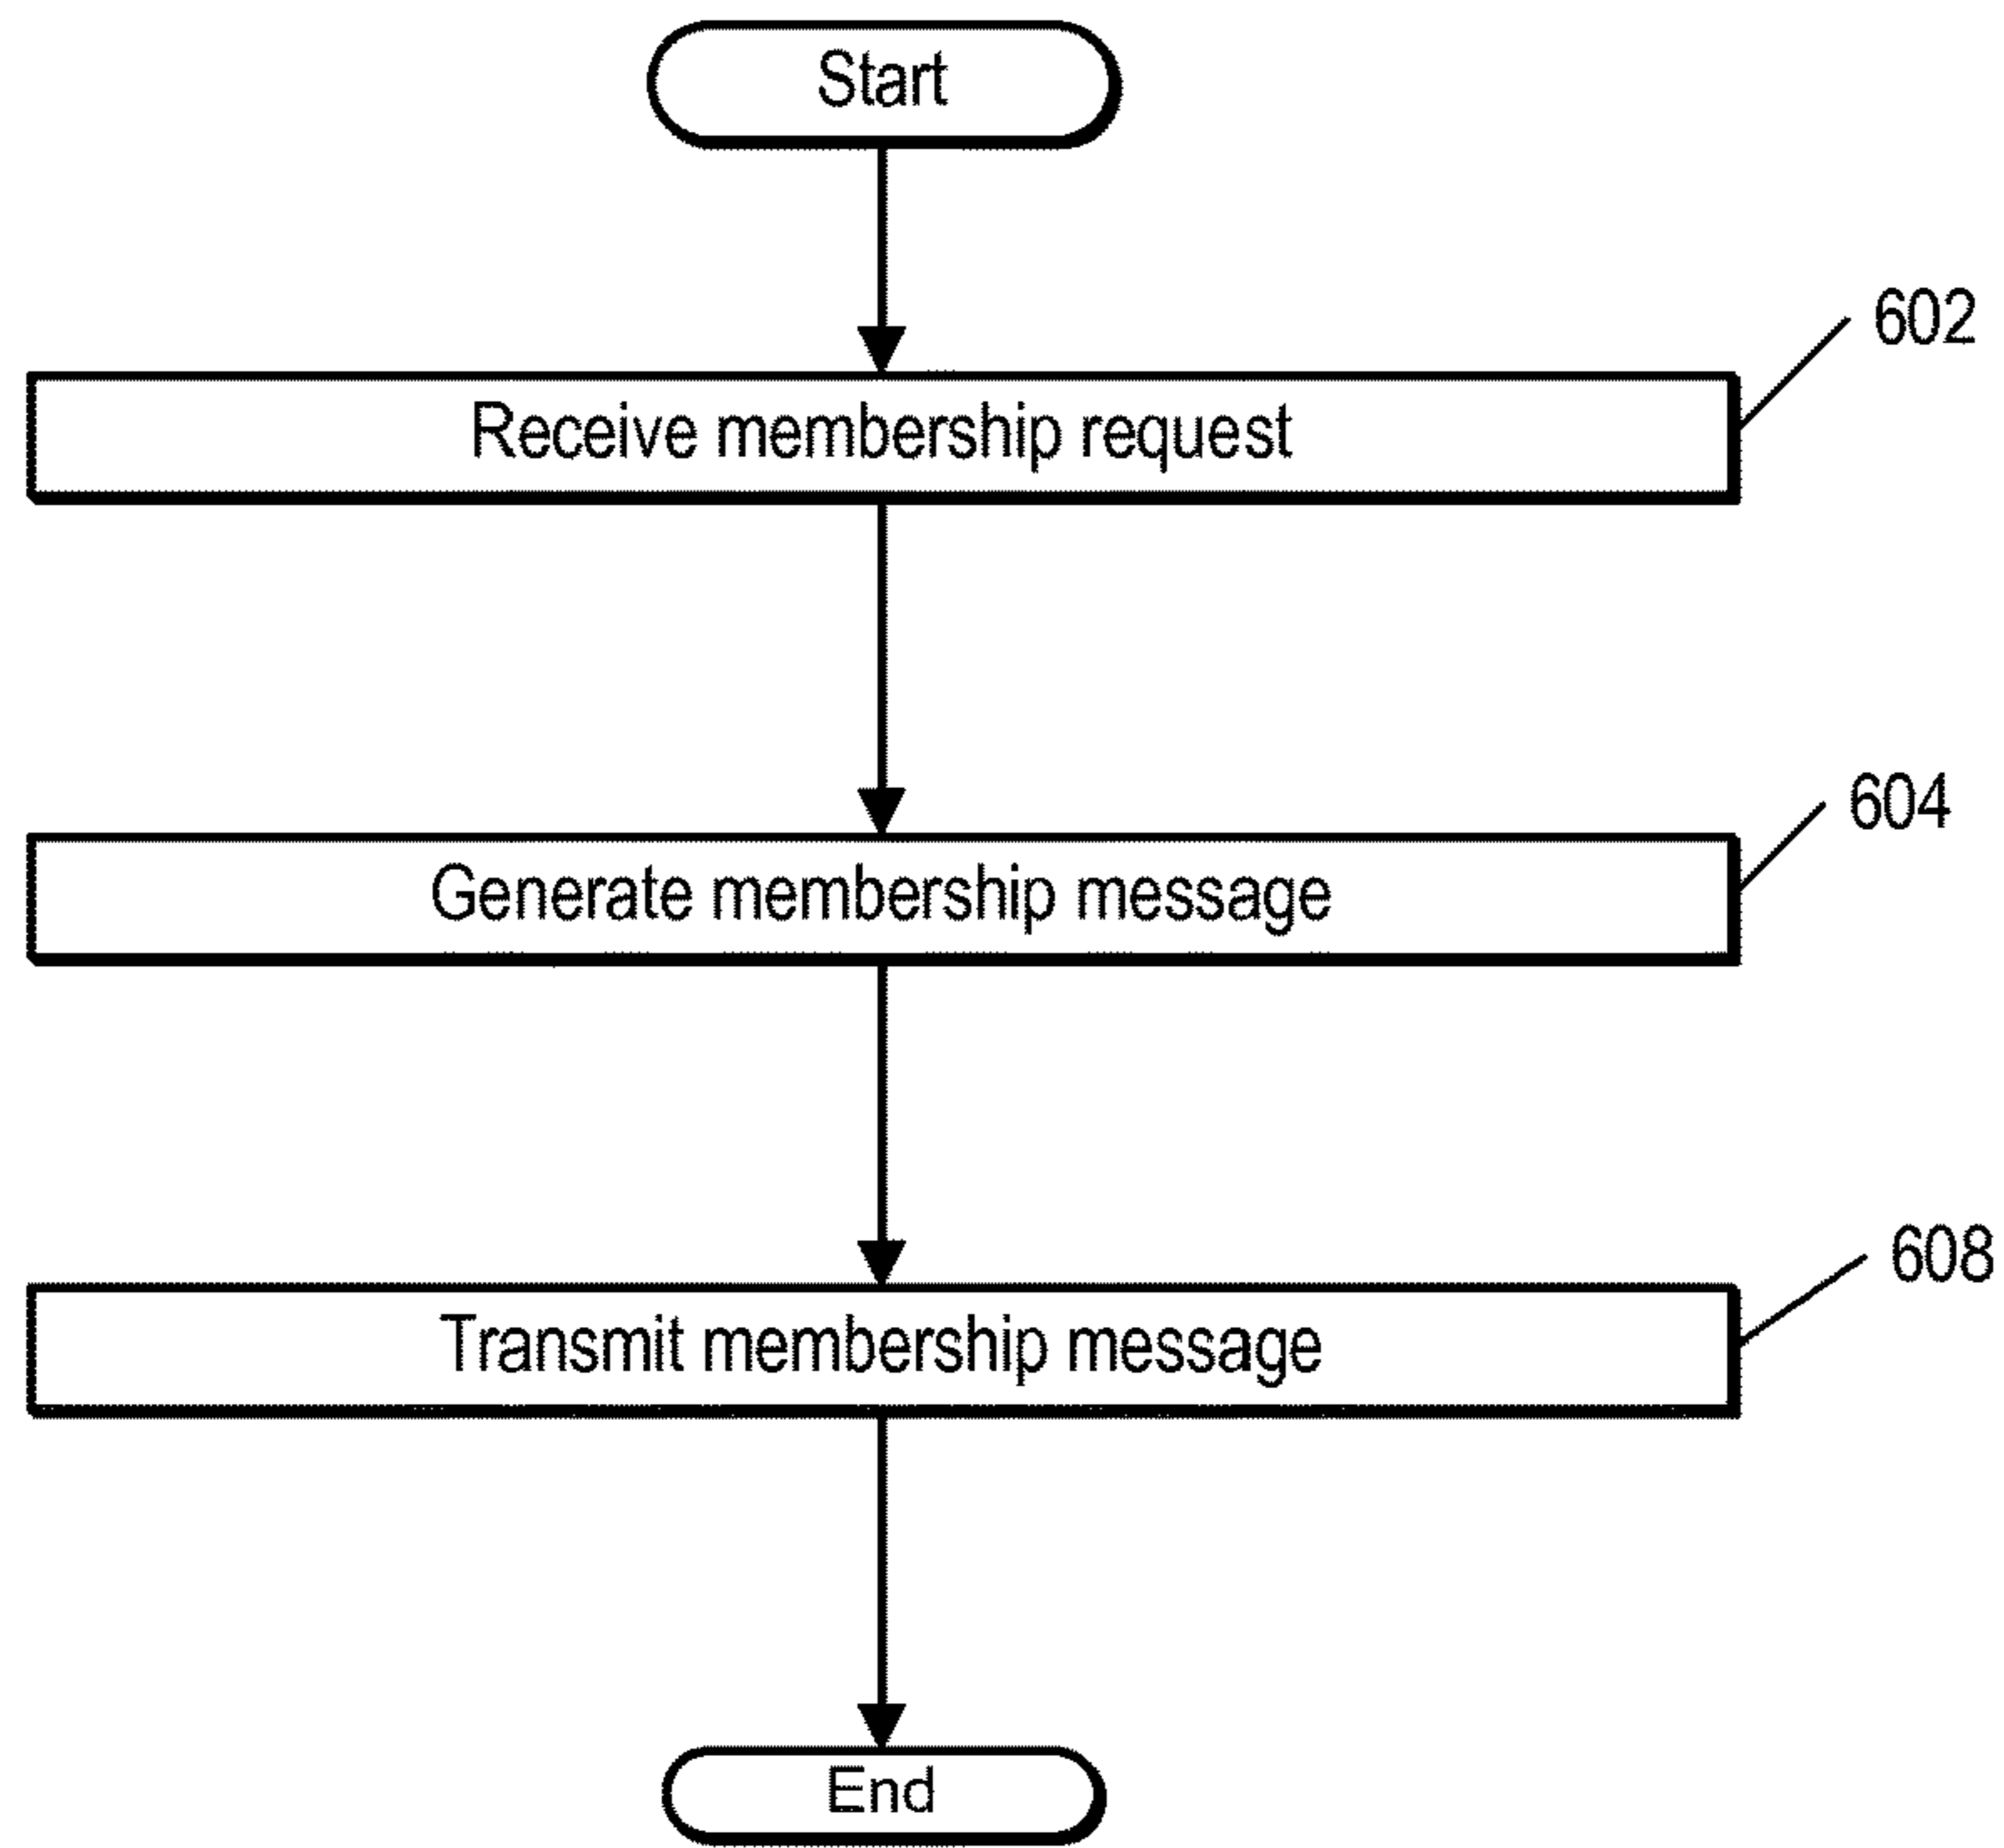 Start
602
Receive membership request
604
Generate membership message
608
Transmit membership message
End